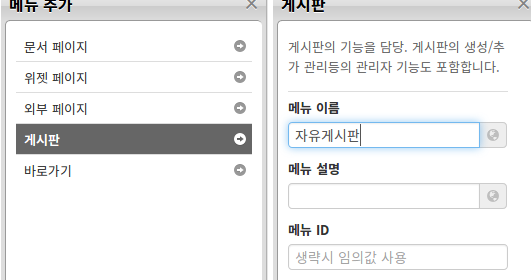 메뉴 추가
문서 페이지
위젯 페이지
외부 페이지
게시판
바로가기
게시판
게시판의 기능을 담당. 게시판의 생성/추
가 관리등의 관리자 기능도 포함합니다.
메뉴 이름
자유게시판
메뉴 설명
메뉴 ID
생략시 임의값 사용